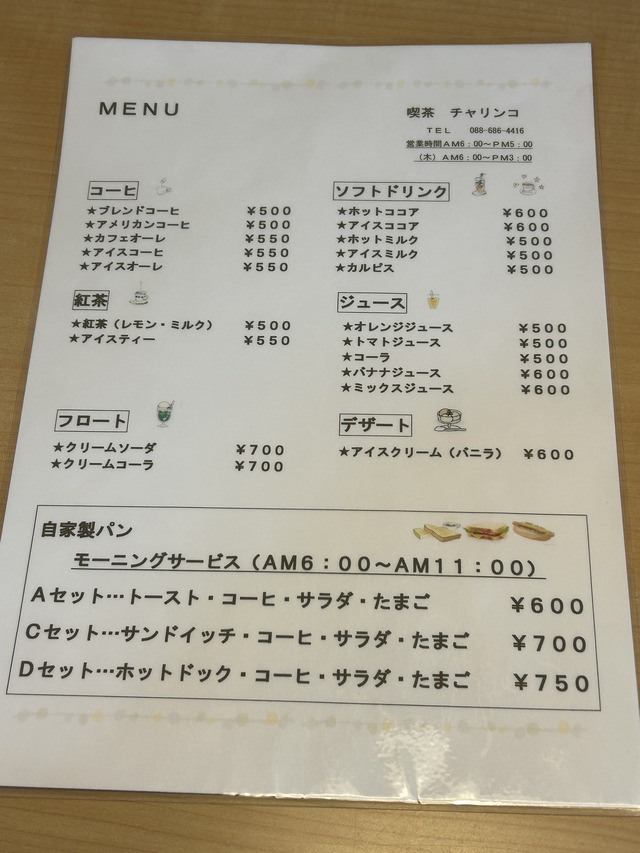 MENU
喫茶　チャリンコ
TEL　088-686-4416
営業時間AM6：00～PM5：00
（木）AM6：00～PM3：00
コーヒ
★ブレンドコーヒ　￥500
★アメリカンコーヒ　￥500
★カフェオーレ　￥550
★アイスコーヒ　￥550
★アイスオーレ　￥550
紅茶
★紅茶（レモン・ミルク）　￥500
★アイスティー　￥550
フロート
★クリームソーダ　￥700
★クリームコーラ　￥700
ソフトドリンク
★ホットココア　￥600
★アイスココア　￥600
★ホットミルク　￥500
★アイスミルク　￥500
★カルピス　￥500
ジュース
★オレンジジュース　￥500
★トマトジュース　￥500
★コーラ　￥500
★バナナジュース　￥600
★ミックスジュース　￥600
デザート
★アイスクリーム（バニラ）　￥600
自家製パン
モーニングサービス（AM6：00～AM11：00）
Aセット…トースト・コーヒ・サラダ・たまご　￥600
Cセット…サンドイッチ・コーヒ・サラダ・たまご　￥700
Dセット…ホットドック・コーヒ・サラダ・たまご　￥750